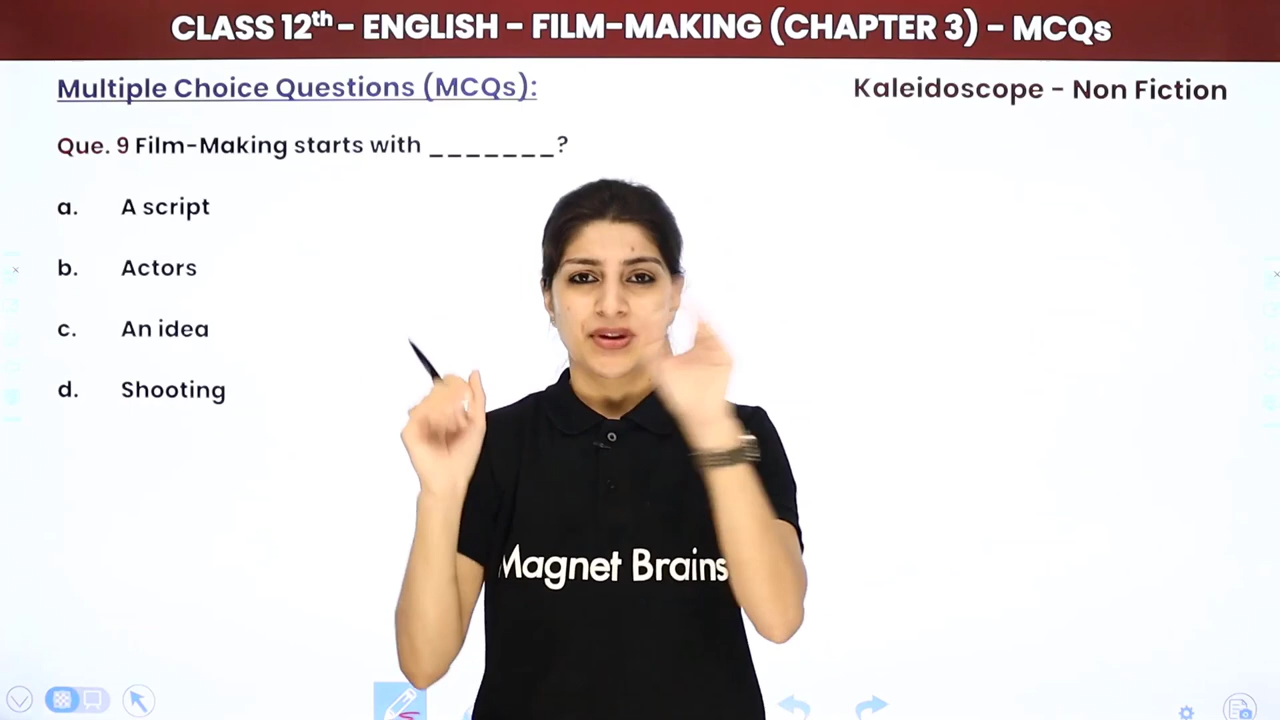 CLASS 12th - ENGLISH - FILM-MAKING (CHAPTER 3) - MCQs
Multiple Choice Questions (MCQs):
Kaleidoscope - Non Fiction
Que. 9 Film-Making starts with _______?
a. A script
b. Actors
c. An idea
d. Shooting
Magnet Brains